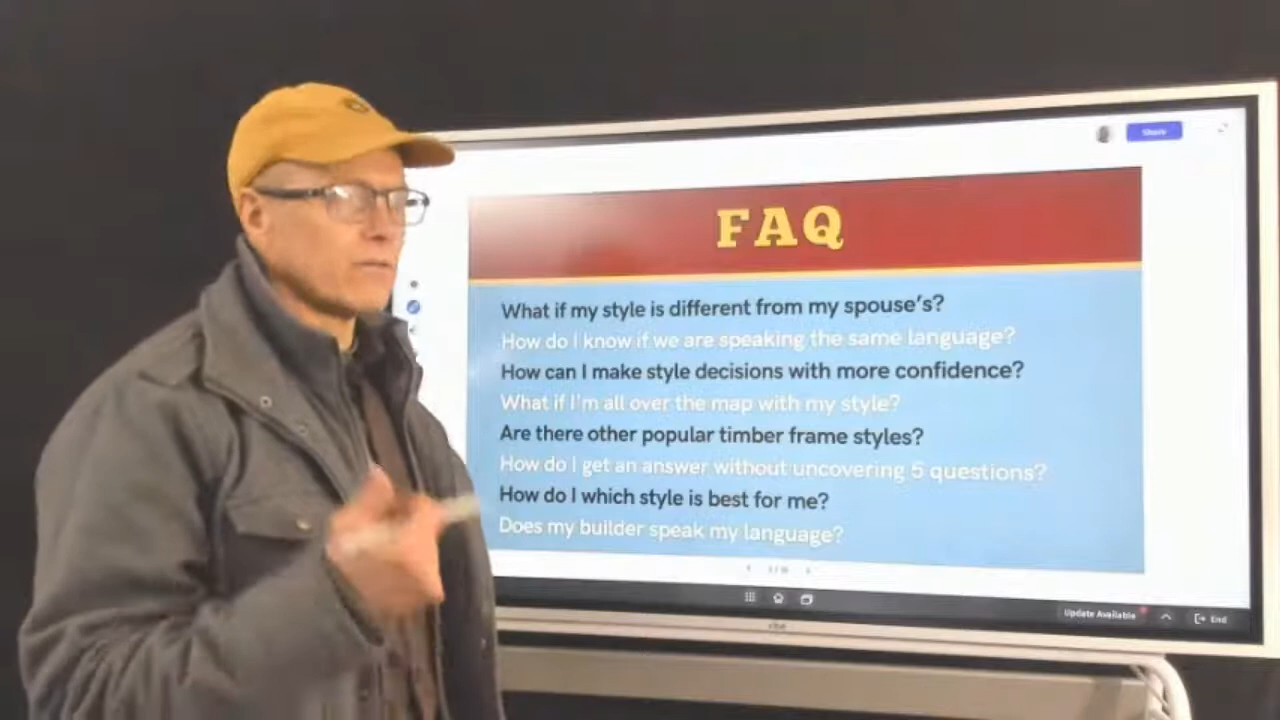 Share
FAQ
What if my style is different from my spouse's?
How do I know if we are speaking the same language?
How can I make style decisions with more confidence?
What if I'm all over the map with my style?
Are there other popular timber frame styles?
How do I get an answer without uncovering 5 questions?
How do I which style is best for me?
Does my builder speak my language?
Update Available
End